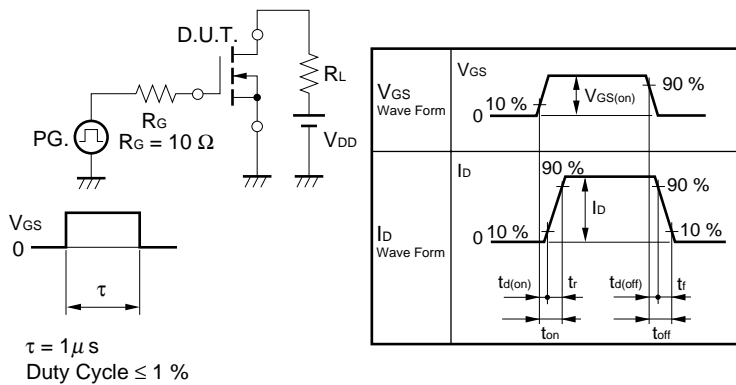 D.U.T.
RL
RG
PG.
RG = 10 Ω
VDD
VGS
0
τ
τ = 1μ s
Duty Cycle ≤ 1 %
VGS
Wave Form
VGS
10 %
0
VGS(on)
90 %
ID
Wave Form
ID
90 %
90 %
ID
0
10 %
10 %
td(on)
tr
td(off)
tf
ton
toff